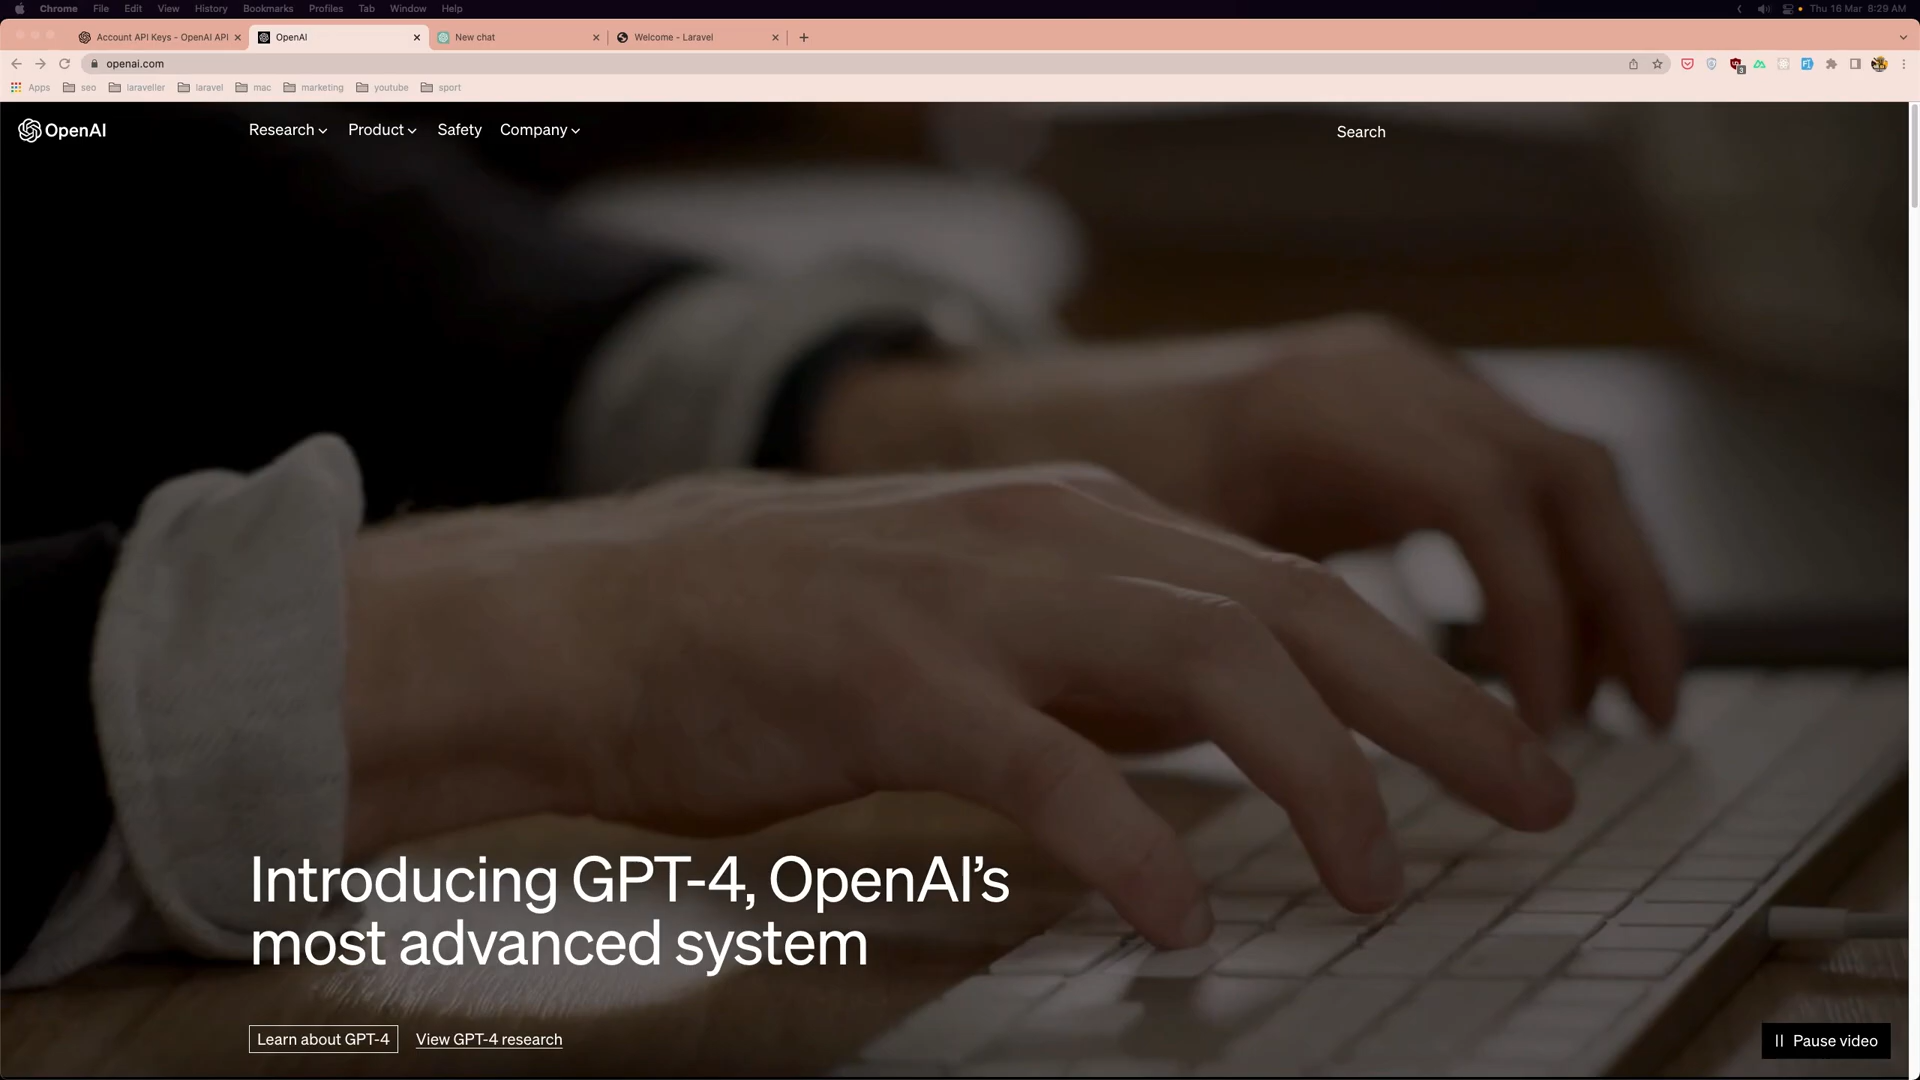 Chrome File Edit View History Bookmarks Profiles Tab Window Help
Thu 16 Mar 8:29 AM
Account API Keys - OpenAI API
OpenAI
New chat
Welcome - Laravel
openai.com
3
Apps seo laraveller laravel mac marketing youtube sport
OpenAI
Research Product Safety Company
Search
Introducing GPT-4, OpenAI’s
most advanced system
Learn about GPT-4 View GPT-4 research
Pause video